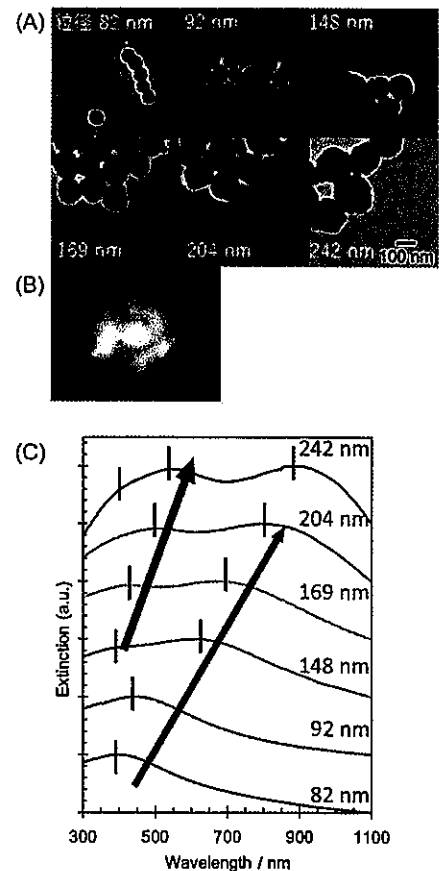 (A)
粒径 82 nm 92 nm 148 nm
169 nm 204 nm 242 nm
100 nm
(B)
(C)
242 nm
204 nm
169 nm
148 nm
92 nm
82 nm
Extinction (a.u.)
300 500 700 900 1100
Wavelength / nm